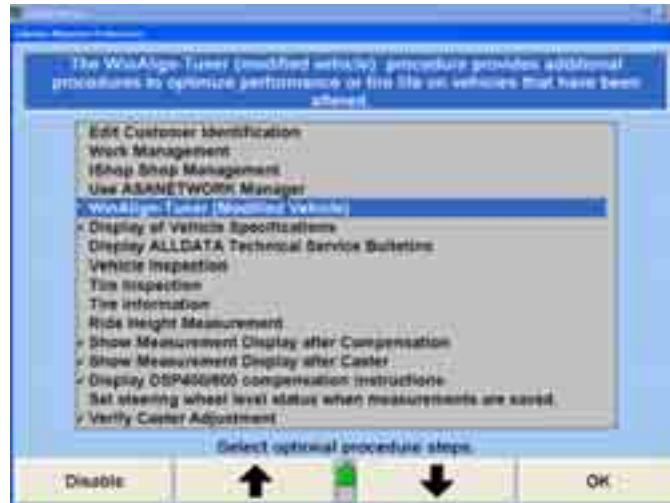 The WinAlign-Tuner (modified vehicle) procedure provides additional
procedures to optimize performance or tire life on vehicles that have been
altered.
Edit Customer Identification
Work Management
iShop Shop Management
Use ASANETWORK Manager
WinAlign-Tuner (Modified Vehicle)
Display of Vehicle Specifications
Display ALLDATA Technical Service Bulletins
Vehicle Inspection
Tire Inspection
Tire Information
Ride Height Measurement
Show Measurement Display after Compensation
Show Measurement Display after Caster
Display DSP400/600 compensation instructions
Set steering wheel level status when measurements are saved.
Verify Caster Adjustment
Select optional procedure steps.
Disable
OK